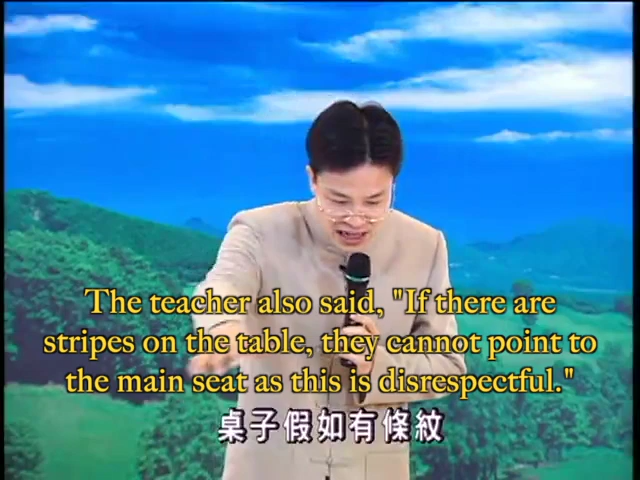 The teacher also said, "If there are
stripes on the table, they cannot point to
the main seat as this is disrespectful."
桌子假如有條紋